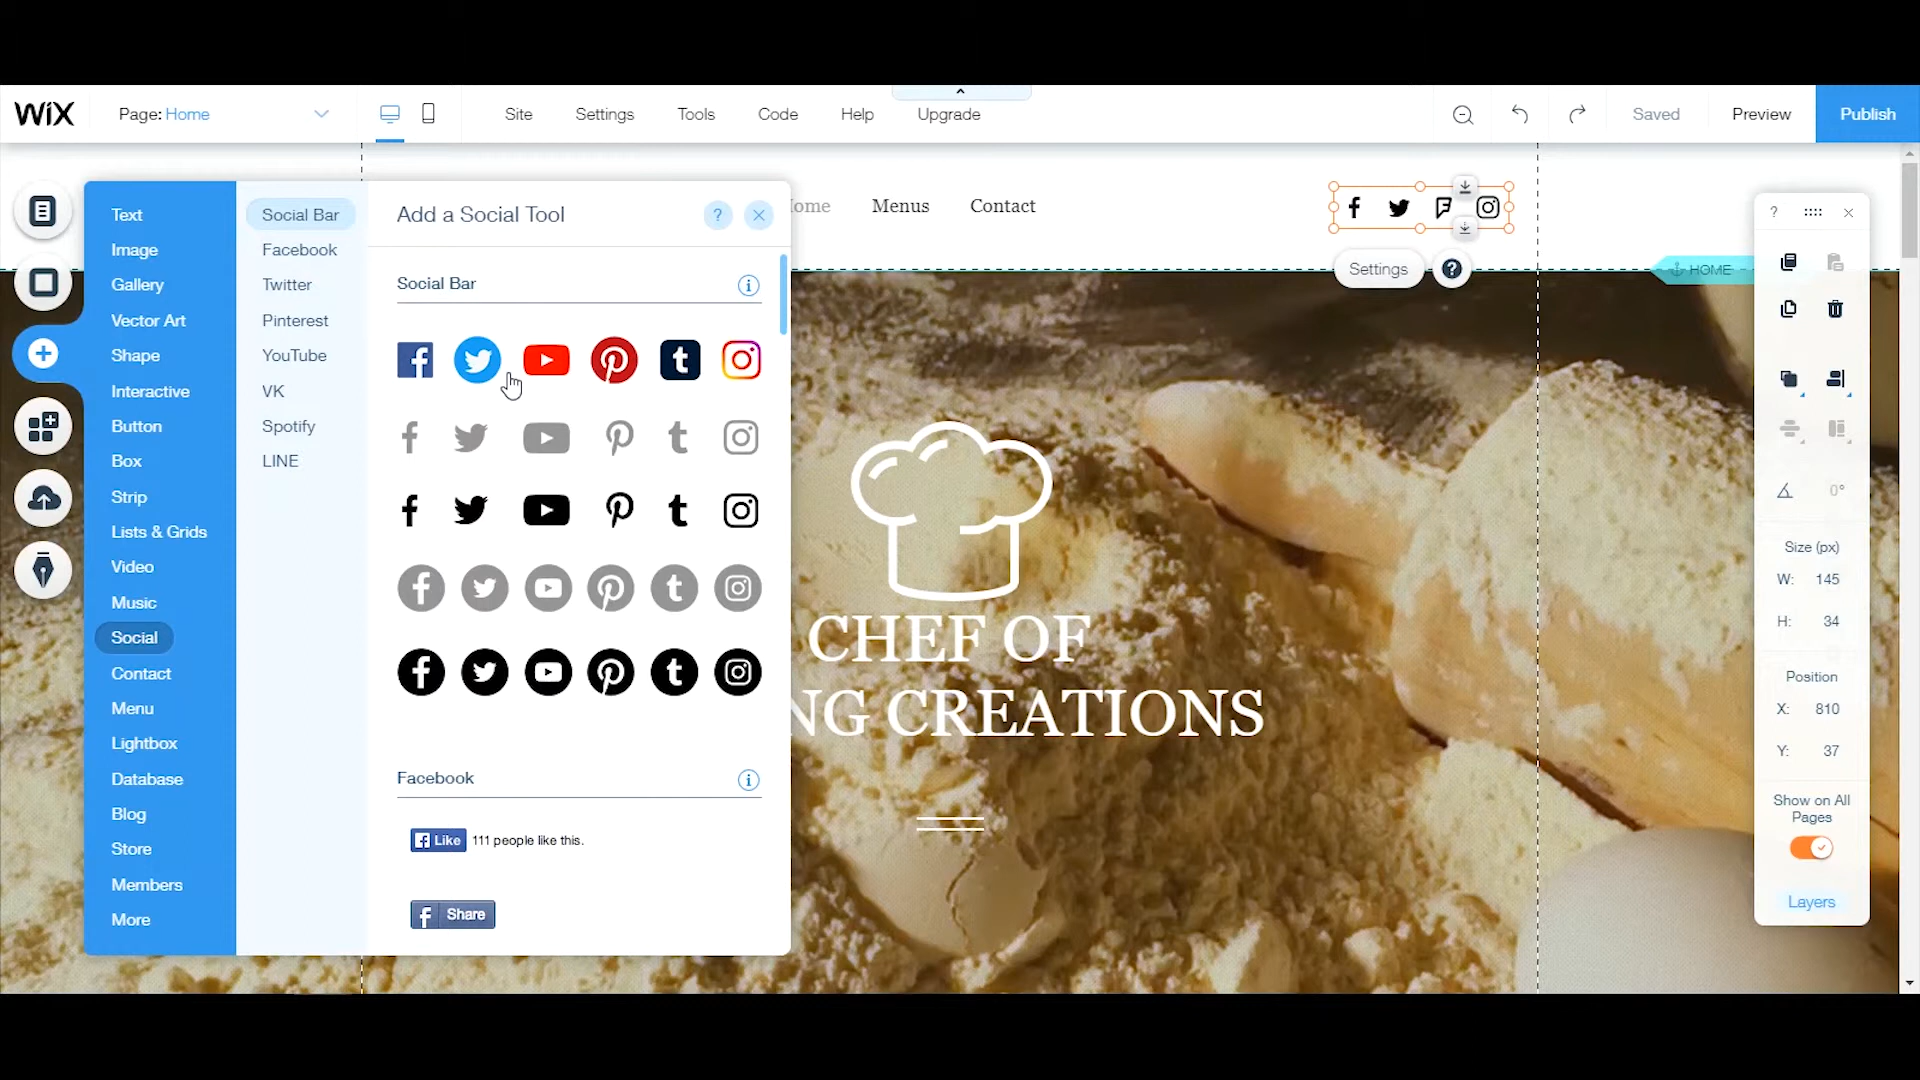 WiX
Page: Home
Site
Settings
Tools
Code
Help
Upgrade
Saved
Preview
Publish
Text
Image
Gallery
Vector Art
Shape
Interactive
Button
Box
Strip
Lists & Grids
Video
Music
Social
Contact
Menu
Lightbox
Database
Blog
Store
Members
More
Social Bar
Facebook
Twitter
Pinterest
YouTube
VK
Spotify
LINE
Add a Social Tool
?
Social Bar
Facebook
Like
111 people like this.
Share
ome
Menus
Contact
Settings
?
HOME
CHEF OF
NG CREATIONS
?
0°
Size (px)
W: 145
H: 34
Position
X: 810
Y: 37
Show on All
Pages
Layers